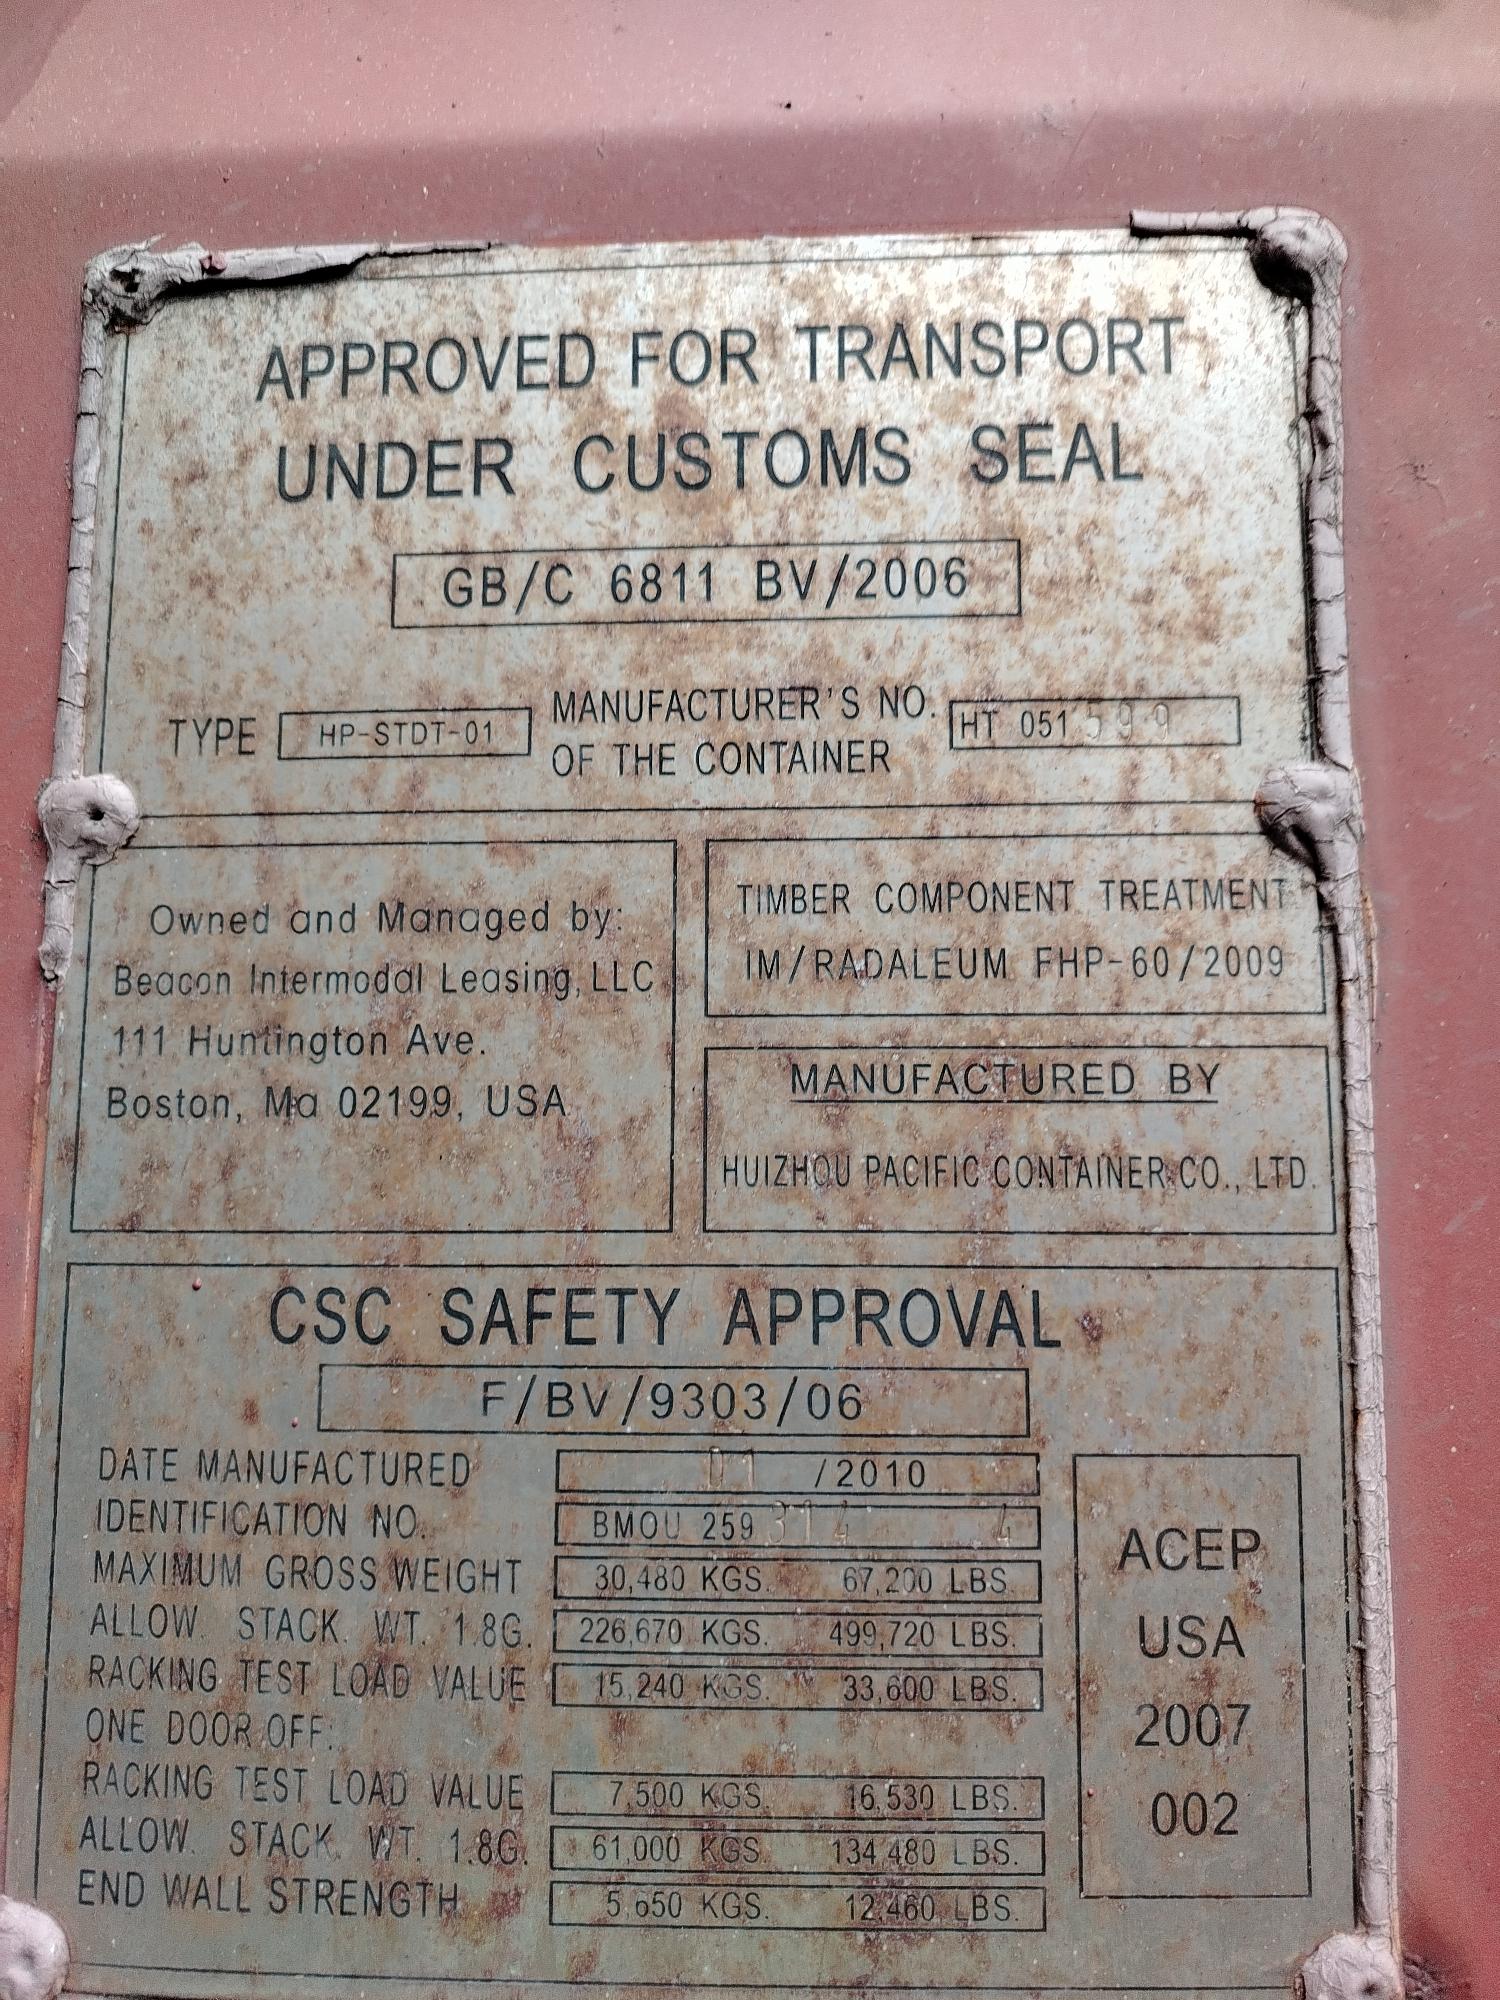 APPROVED FOR TRANSPORT
UNDER CUSTOMS SEAL
GB/C 6811 BV/2006
TYPE HP-STDT-01
MANUFACTURER'S NO.
OF THE CONTAINER
HT 051599
Owned and Managed by:
Beacon Intermodal Leasing, LLC
111 Huntington Ave.
Boston, Ma 02199, USA
TIMBER COMPONENT TREATMENT
IM/RADALEUM FHP-60/2009
MANUFACTURED BY
HUIZHOU PACIFIC CONTAINER CO., LTD.
CSC SAFETY APPROVAL
F/BV/9303/06
DATE MANUFACTURED 01 /2010
IDENTIFICATION NO. BMOU 259314 4
MAXIMUM GROSS WEIGHT 30,480 KGS. 67,200 LBS.
ALLOW. STACK. WT. 1.8G. 226,670 KGS. 499,720 LBS.
RACKING TEST LOAD VALUE 15,240 KGS. 33,600 LBS.
ONE DOOR OFF:
RACKING TEST LOAD VALUE 7,500 KGS. 16,530 LBS.
ALLOW. STACK. WT. 1.8G. 61,000 KGS. 134,480 LBS.
END WALL STRENGTH 5,650 KGS. 12,460 LBS.
ACEP
USA
2007
002